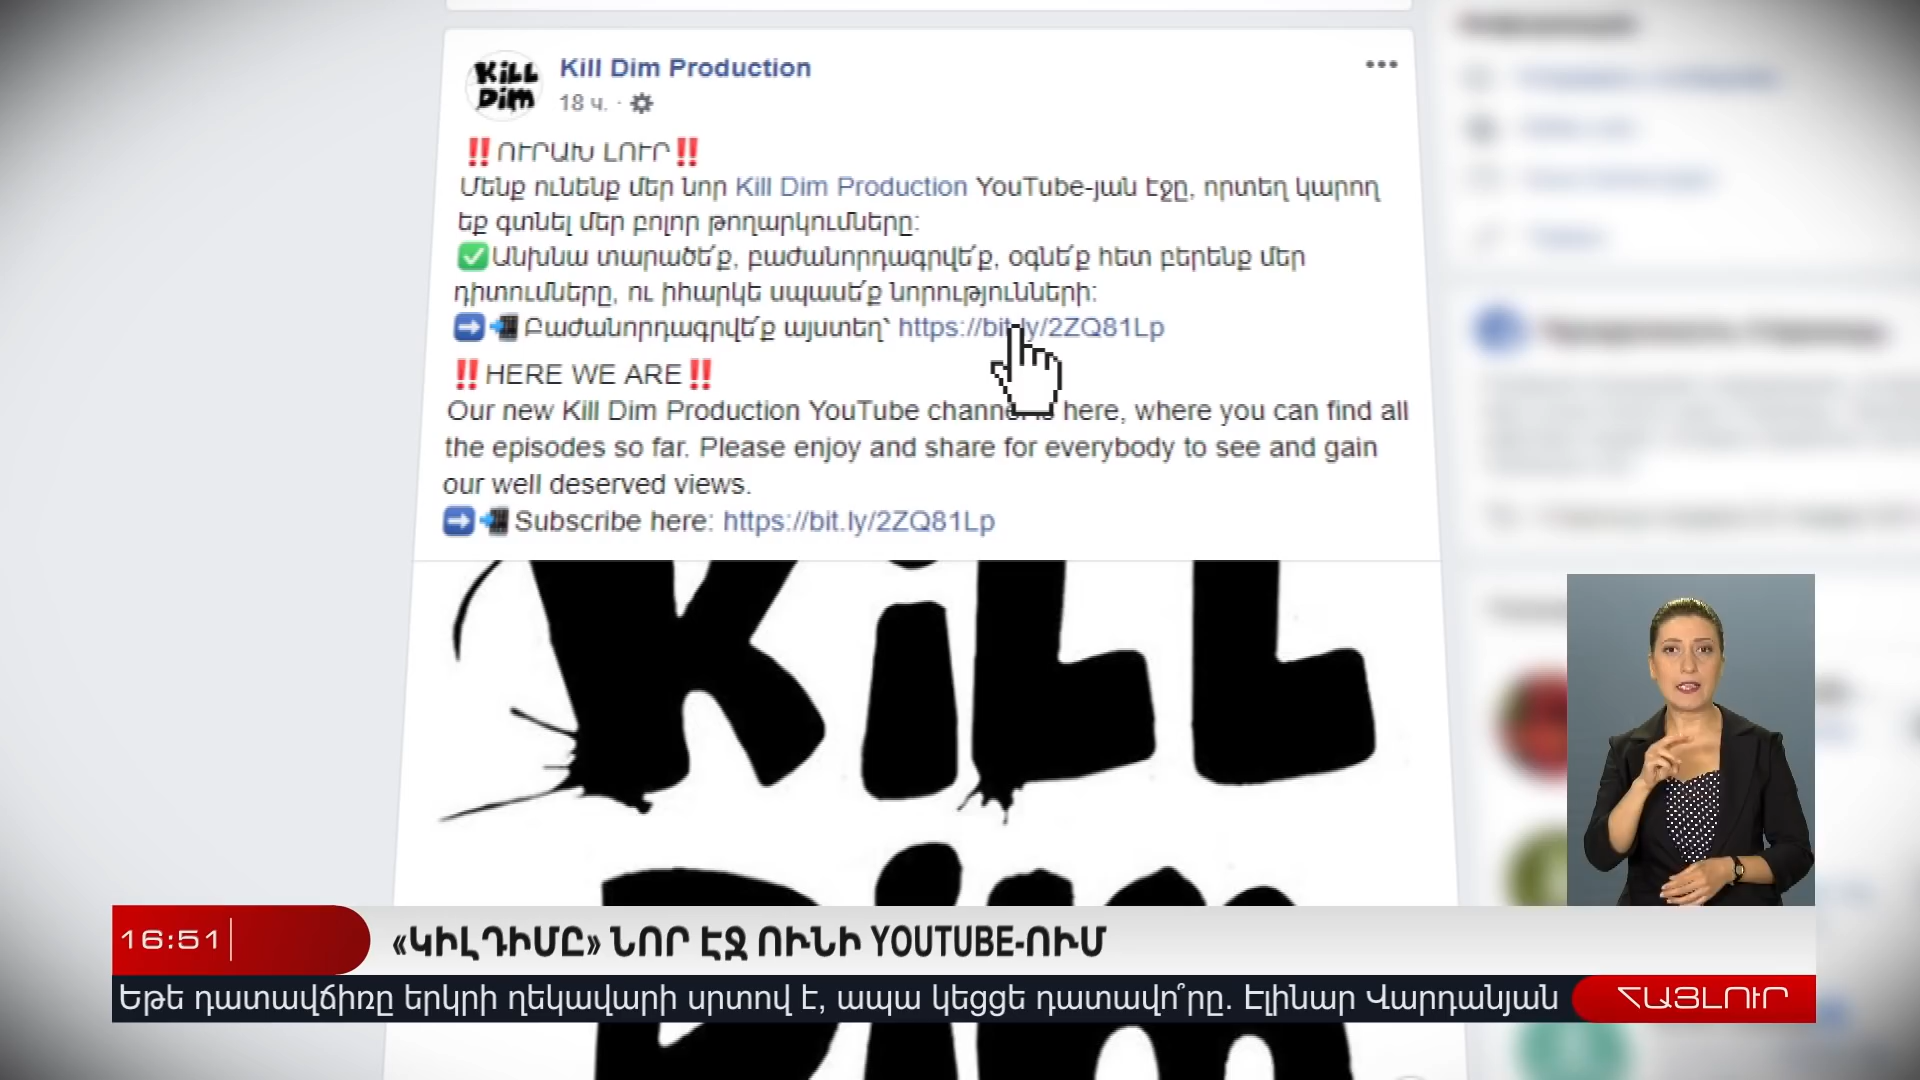 KiLL
Dim
Kill Dim Production
18 ч.
‼️ՈՒՐԱԽ ԼՈՒՐ‼️
Մենք ունենք մեր նոր Kill Dim Production YouTube-յան էջը, որտեղ կարող
եք գտնել մեր բոլոր թողարկումները:
✅Անխնա տարածե՛ք, բաժանորդագրվե՛ք, օգնե՛ք հետ բերենք մեր
դիտումները, ու իհարկե սպասե՛ք նորությունների:
➡️📲Բաժանորդագրվե՛ք այստեղ՝ https://bit.ly/2ZQ81Lp
‼️HERE WE ARE‼️
Our new Kill Dim Production YouTube channel is here, where you can find all
the episodes so far. Please enjoy and share for everybody to see and gain
our well deserved views.
➡️📲Subscribe here: https://bit.ly/2ZQ81Lp
KiLL
Dim
16:51
«ԿԻԼԴԻՄԸ» ՆՈՐ ԷՋ ՈՒՆԻ YOUTUBE-ՈՒՄ
Եթե դատավճիռը երկրի ղեկավարի սրտով է, ապա կեցցե դատավո՞րը. Էլինար Վարդանյան
ՀԱՅԼՈՒՐ